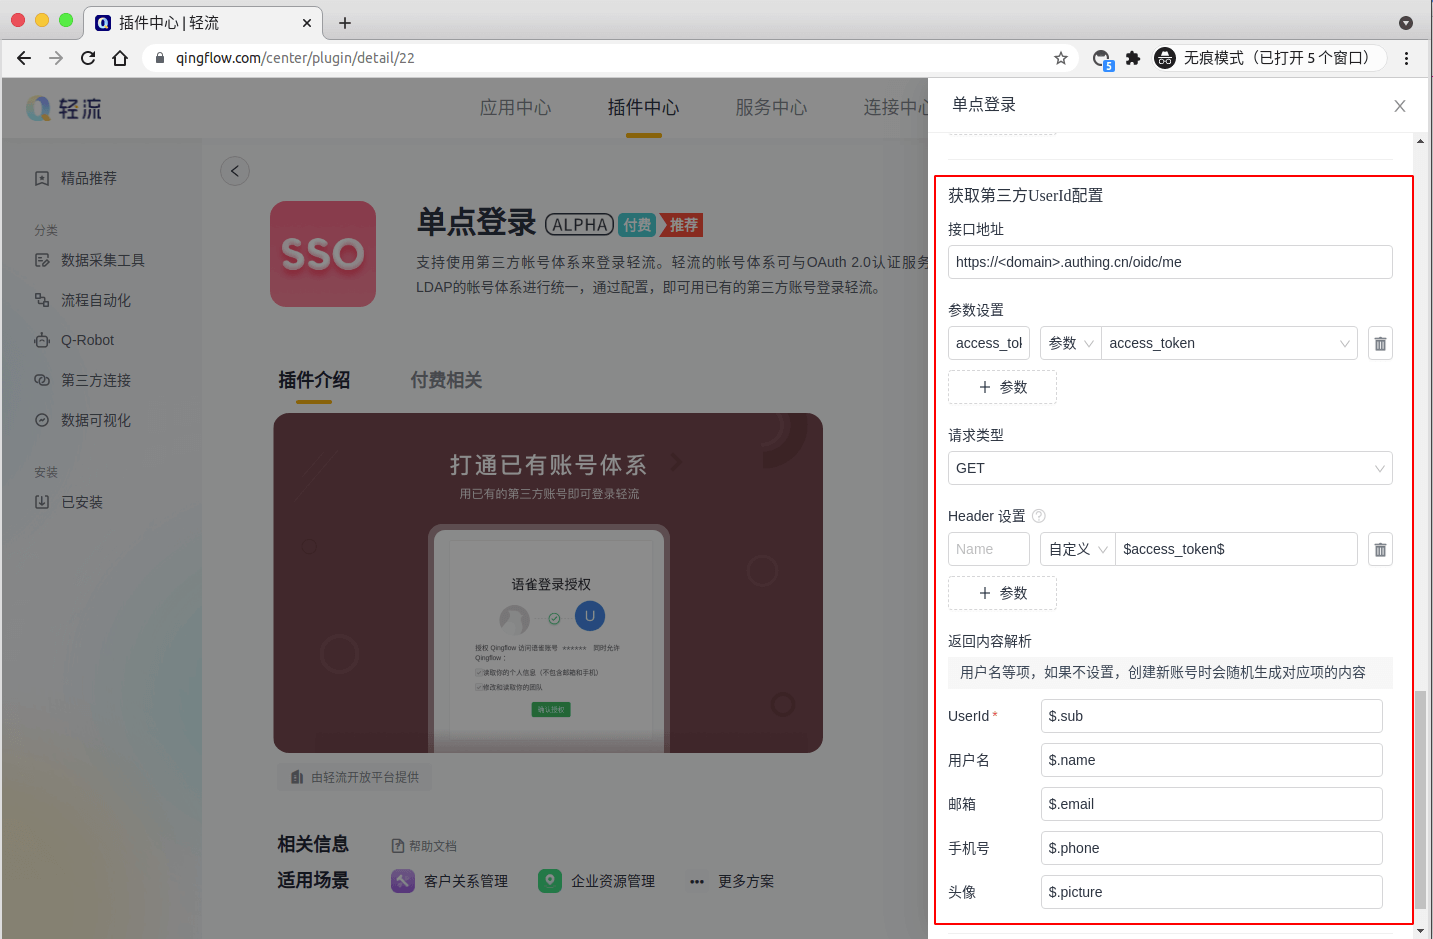 插件中心 | 轻流
qingflow.com/center/plugin/detail/22
5
无痕模式（已打开 5 个窗口）
轻流
应用中心
插件中心
服务中心
连接中心
精品推荐
分类
数据采集工具
流程自动化
Q-Robot
第三方连接
数据可视化
安装
已安装
SSO
单点登录 ALPHA 付费 推荐
支持使用第三方帐号体系来登录轻流。轻流的帐号体系可与OAuth 2.0认证服务
LDAP的帐号体系进行统一，通过配置，即可用已有的第三方账号登录轻流。
插件介绍
付费相关
打通已有账号体系
用已有的第三方账号即可登录轻流
语雀登录授权
U
授权 Qingflow 访问语雀账号 ****** 同时允许
Qingflow：
读取你的个人信息（不包含邮箱和手机）
修改和读取你的团队
确认授权
由轻流开放平台提供
相关信息
帮助文档
适用场景
客户关系管理
企业资源管理
更多方案
单点登录
获取第三方UserId配置
接口地址
https://<domain>.authing.cn/oidc/me
参数设置
access_tok
参数
access_token
+ 参数
请求类型
GET
Header 设置
Name
自定义
$access_token$
+ 参数
返回内容解析
用户名等项，如果不设置，创建新账号时会随机生成对应项的内容
UserId *
$.sub
用户名
$.name
邮箱
$.email
手机号
$.phone
头像
$.picture